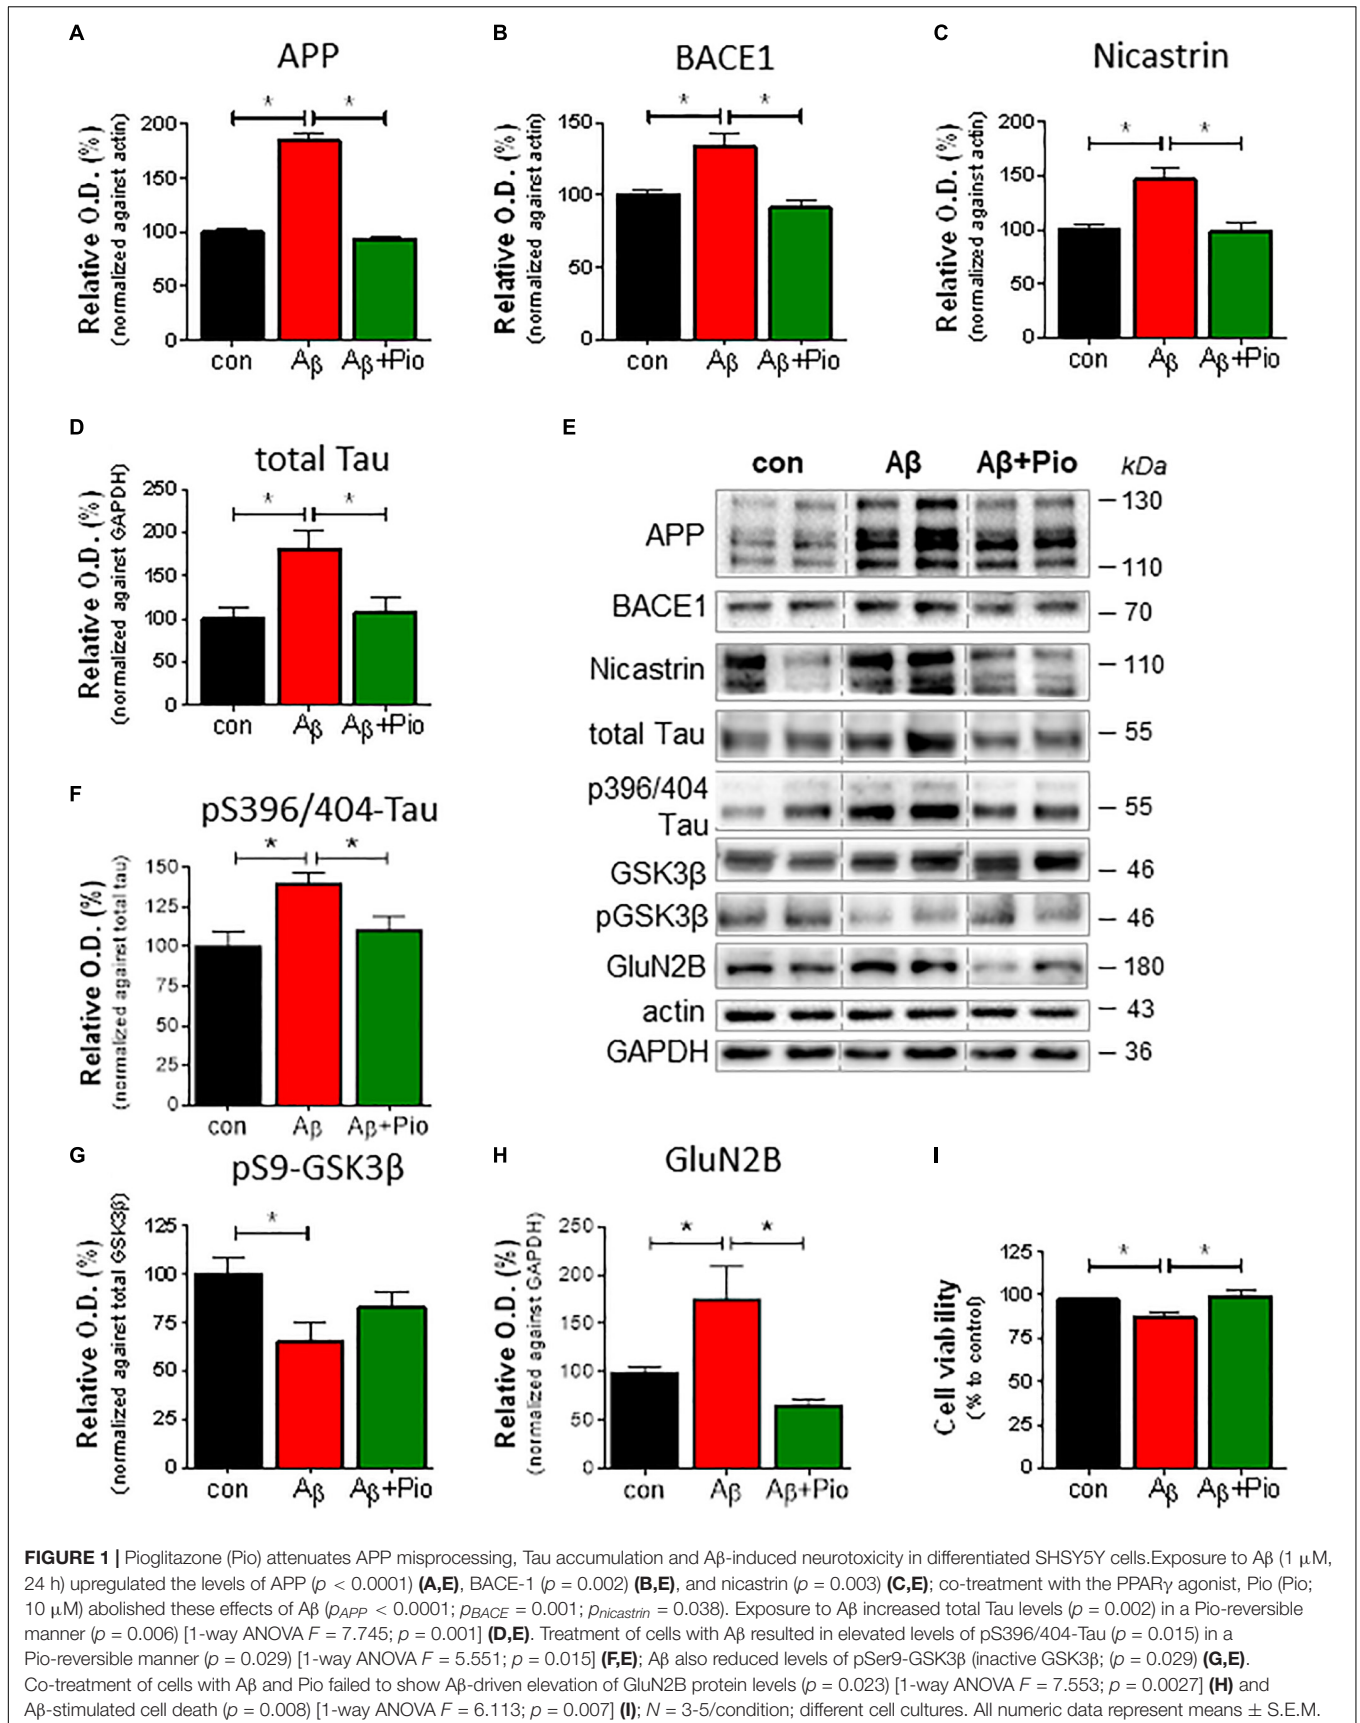 A
APP
Relative O.D. (%)
(normalized against actin)
200
150
100
50
0
*
*
con
Aβ
Aβ+Pio
B
BACE1
Relative O.D. (%)
(normalized against actin)
150
100
50
0
*
*
con
Aβ
Aβ+Pio
C
Nicastrin
Relative O.D. (%)
(normalized against actin)
200
150
100
50
0
*
*
con
Aβ
Aβ+Pio
D
total Tau
Relative O.D. (%)
(normalized against GAPDH)
250
200
150
100
50
0
*
*
con
Aβ
Aβ+Pio
E
con Aβ Aβ+Pio kDa
APP
– 130
– 110
BACE1 – 70
Nicastrin – 110
total Tau – 55
p396/404
Tau – 55
GSK3β – 46
pGSK3β – 46
GluN2B – 180
actin – 43
GAPDH – 36
F
pS396/404-Tau
Relative O.D. (%)
(normalized against total tau)
150
125
100
75
50
25
0
*
*
con
Aβ
Aβ+Pio
G
pS9-GSK3β
Relative O.D. (%)
(normalized against total GSK3β)
125
100
75
50
25
0
*
con
Aβ
Aβ+Pio
H
GluN2B
Relative O.D. (%)
(normalized against GAPDH)
250
200
150
100
50
0
*
*
con
Aβ
Aβ+Pio
I
Cell viability
(% to control)
125
100
75
50
25
0
*
*
con
Aβ
Aβ+Pio
FIGURE 1 | Pioglitazone (Pio) attenuates APP misprocessing, Tau accumulation and Aβ-induced neurotoxicity in differentiated SHSY5Y cells.Exposure to Aβ (1 μM,
24 h) upregulated the levels of APP (p < 0.0001) (A,E), BACE-1 (p = 0.002) (B,E), and nicastrin (p = 0.003) (C,E); co-treatment with the PPARγ agonist, Pio (Pio;
10 μM) abolished these effects of Aβ (pAPP < 0.0001; pBACE = 0.001; pnicastrin = 0.038). Exposure to Aβ increased total Tau levels (p = 0.002) in a Pio-reversible
manner (p = 0.006) [1-way ANOVA F = 7.745; p = 0.001] (D,E). Treatment of cells with Aβ resulted in elevated levels of pS396/404-Tau (p = 0.015) in a
Pio-reversible manner (p = 0.029) [1-way ANOVA F = 5.551; p = 0.015] (F,E); Aβ also reduced levels of pSer9-GSK3β (inactive GSK3β; (p = 0.029) (G,E).
Co-treatment of cells with Aβ and Pio failed to show Aβ-driven elevation of GluN2B protein levels (p = 0.023) [1-way ANOVA F = 7.553; p = 0.0027] (H) and
Aβ-stimulated cell death (p = 0.008) [1-way ANOVA F = 6.113; p = 0.007] (I); N = 3-5/condition; different cell cultures. All numeric data represent means ± S.E.M.